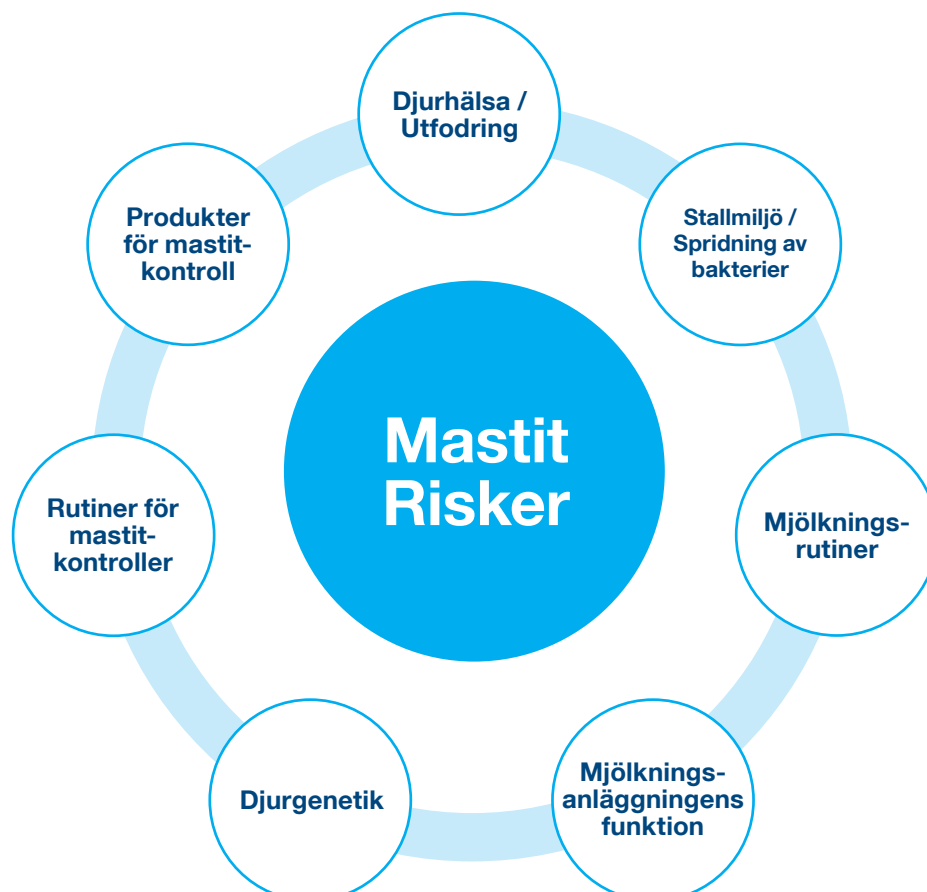 Djurhälsa /
Utfodring
Stallmiljö /
Spridning av
bakterier
Mjölknings-
rutiner
Mjölknings-
anläggningens
funktion
Djurgenetik
Rutiner för
mastit-
kontroller
Produkter
för mastit-
kontroll
Mastit
Risker